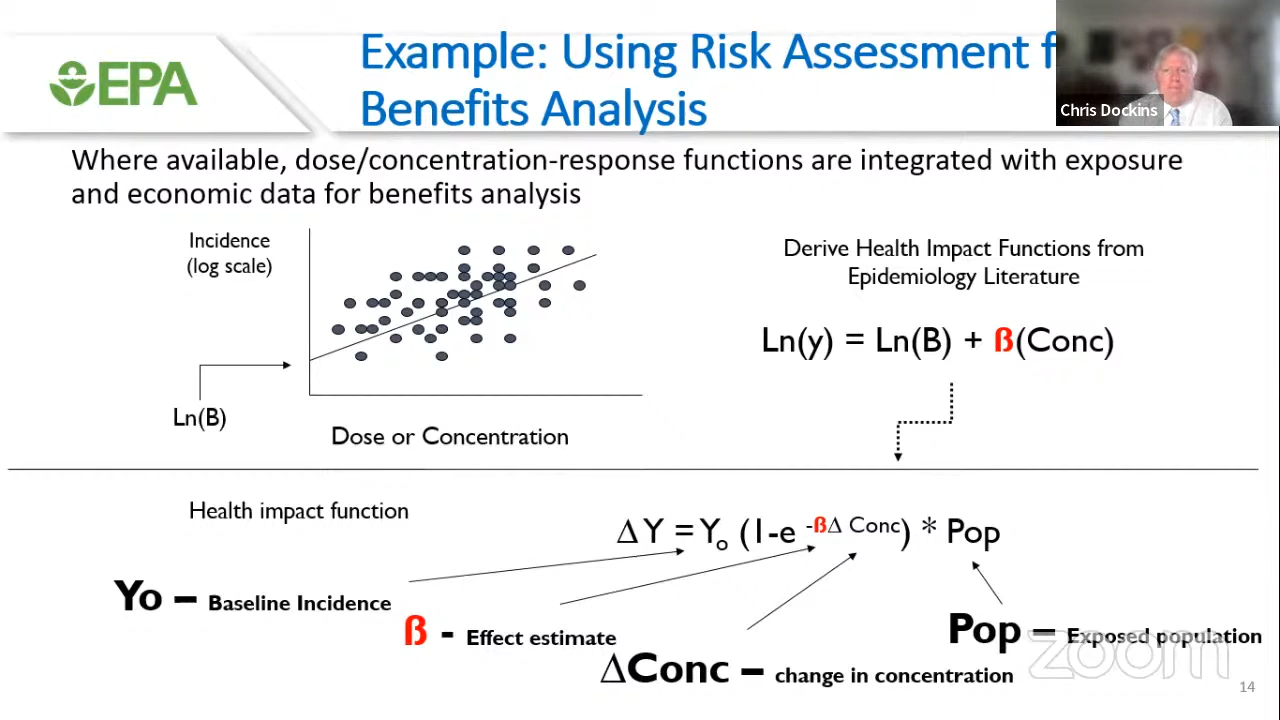 EPA
Example: Using Risk Assessment f
Benefits Analysis
Chris Dockins
Where available, dose/concentration-response functions are integrated with exposure
and economic data for benefits analysis
Incidence
(log scale)
Ln(B)
Dose or Concentration
Derive Health Impact Functions from
Epidemiology Literature
Ln(y) = Ln(B) + ß(Conc)
Health impact function
Δ Y = Yₒ (1-e -ßΔ Conc) * Pop
Yo – Baseline Incidence
ß - Effect estimate
ΔConc – change in concentration
Pop – Exposed population
zoom
14